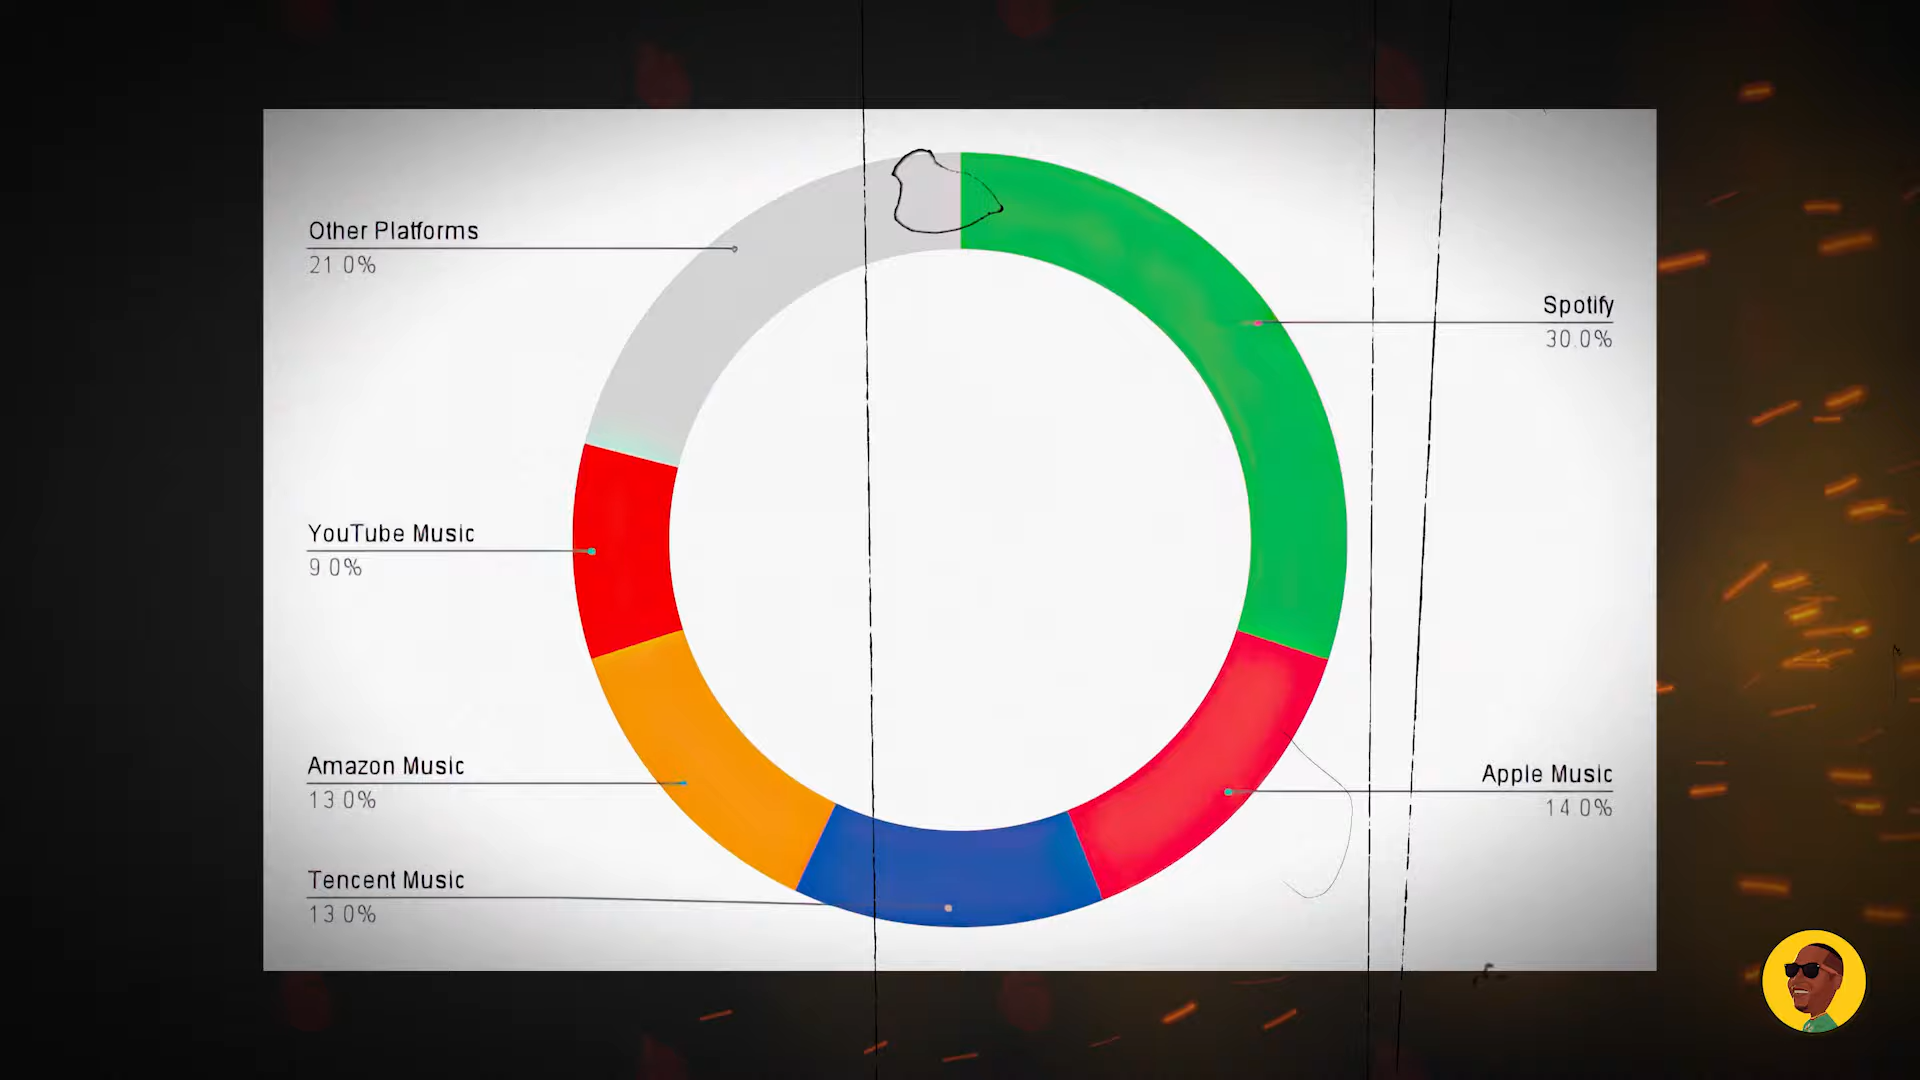 Other Platforms
21 0%
Spotify
30.0%
YouTube Music
9 0%
Amazon Music
13 0%
Apple Music
14 0%
Tencent Music
13 0%